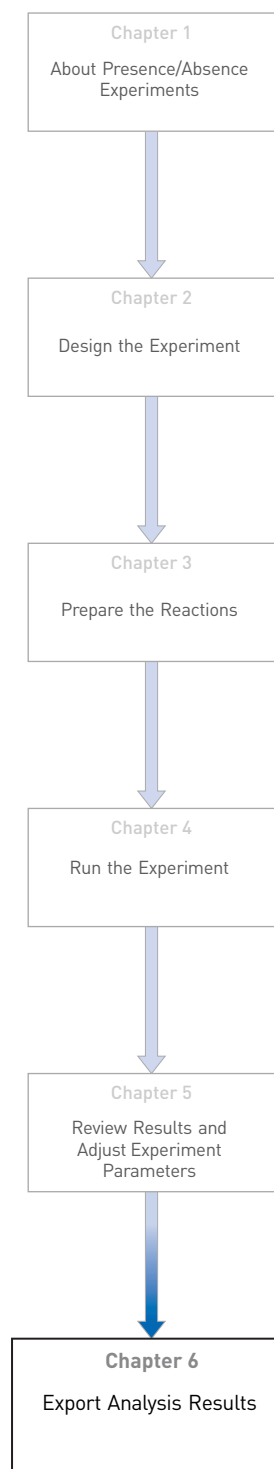 Chapter 1
About Presence/Absence
Experiments
Chapter 2
Design the Experiment
Chapter 3
Prepare the Reactions
Chapter 4
Run the Experiment
Chapter 5
Review Results and
Adjust Experiment
Parameters
Chapter 6
Export Analysis Results